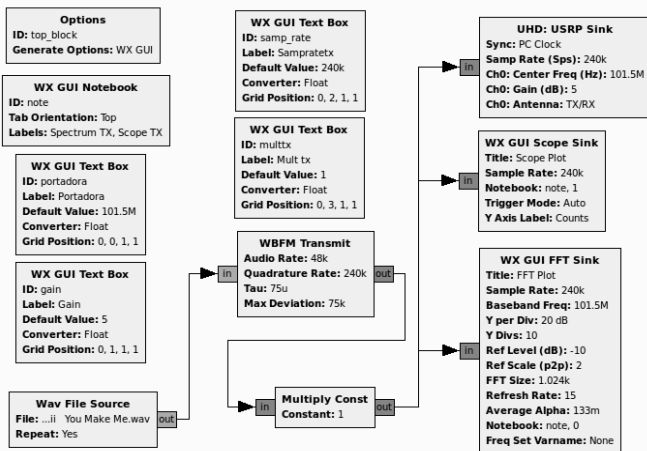 Options
ID: top_block
Generate Options: WX GUI
WX GUI Notebook
ID: note
Tab Orientation: Top
Labels: Spectrum TX, Scope TX
WX GUI Text Box
ID: portadora
Label: Portadora
Default Value: 101.5M
Converter: Float
Grid Position: 0, 0, 1, 1
WX GUI Text Box
ID: gain
Label: Gain
Default Value: 5
Converter: Float
Grid Position: 0, 1, 1, 1
Wav File Source
File: ...ii You Make Me.wav
Repeat: Yes
out
WX GUI Text Box
ID: samp_rate
Label: Sampratetx
Default Value: 240k
Converter: Float
Grid Position: 0, 2, 1, 1
WX GUI Text Box
ID: multtx
Label: Mult tx
Default Value: 1
Converter: Float
Grid Position: 0, 3, 1, 1
WBFM Transmit
Audio Rate: 48k
in
Quadrature Rate: 240k
out
Tau: 75u
Max Deviation: 75k
Multiply Const
in
Constant: 1
out
UHD: USRP Sink
Sync: PC Clock
Samp Rate (Sps): 240k
in
Ch0: Center Freq (Hz): 101.5M
Ch0: Gain (dB): 5
Ch0: Antenna: TX/RX
WX GUI Scope Sink
Title: Scope Plot
Sample Rate: 240k
in
Notebook: note, 1
Trigger Mode: Auto
Y Axis Label: Counts
WX GUI FFT Sink
Title: FFT Plot
Sample Rate: 240k
Baseband Freq: 101.5M
Y per Div: 20 dB
Y Divs: 10
in
Ref Level (dB): -10
Ref Scale (p2p): 2
FFT Size: 1.024k
Refresh Rate: 15
Average Alpha: 133m
Notebook: note, 0
Freq Set Varname: None